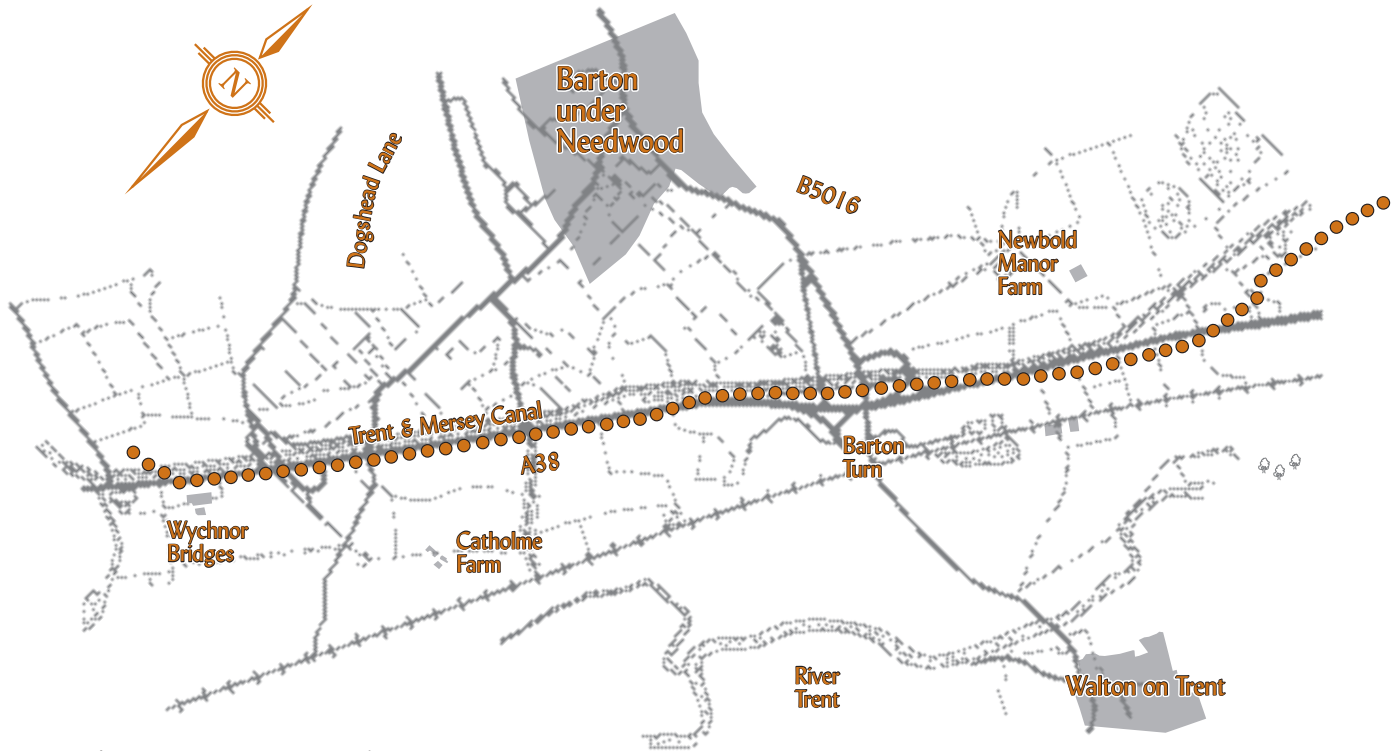 N
Barton
under
Needwood
Dogshead Lane
B5016
Newbold
Manor
Farm
Trent & Mersey Canal
A38
Barton
Turn
Wychnor
Bridges
Catholme
Farm
River
Trent
Walton on Trent